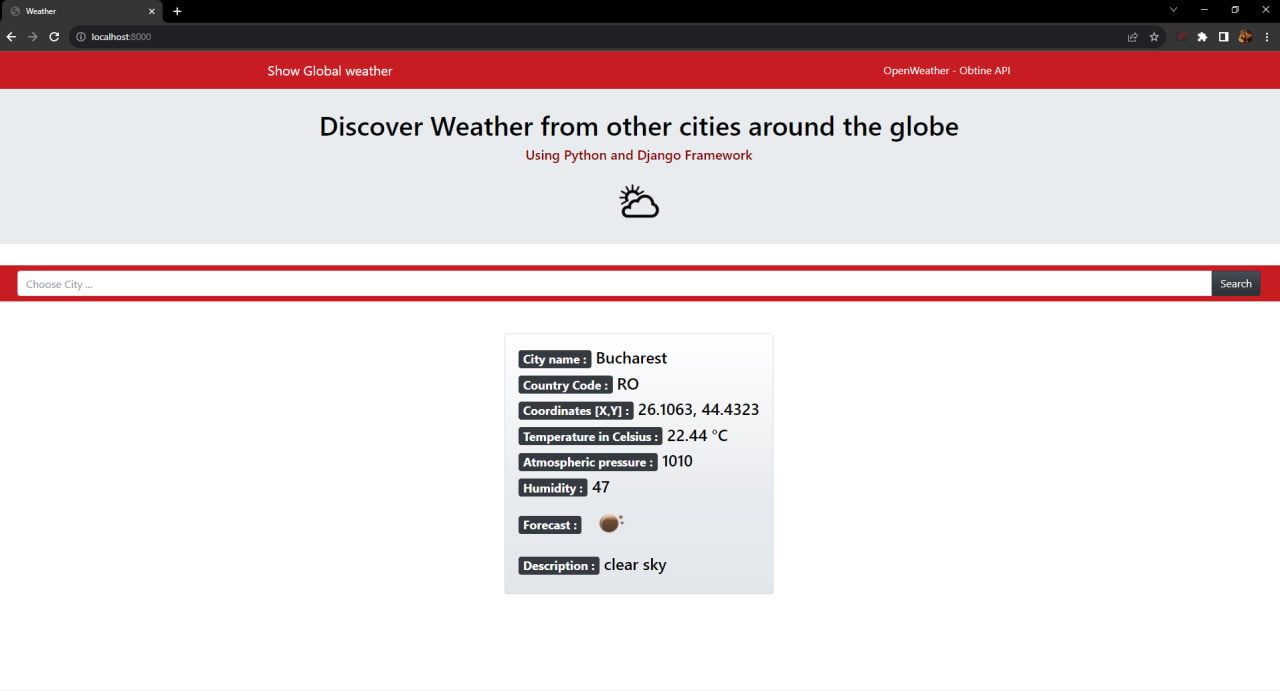 Weather
localhost:8000
Show Global weather
OpenWeather - Obtine API
Discover Weather from other cities around the globe
Using Python and Django Framework
Choose City ...
Search
City name : Bucharest
Country Code : RO
Coordinates [X,Y] : 26.1063, 44.4323
Temperature in Celsius : 22.44 °C
Atmospheric pressure : 1010
Humidity : 47
Forecast :
Description : clear sky